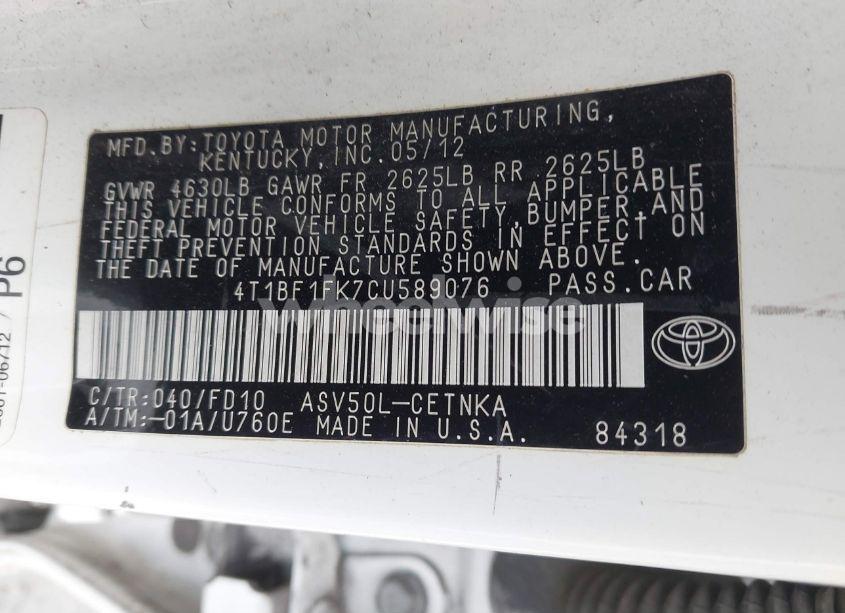 MFD.BY:TOYOTA MOTOR MANUFACTURING,
KENTUCKY,INC.05/12
GVWR 4630LB GAWR FR 2625LB RR 2625LB
THIS VEHICLE CONFORMS TO ALL APPLICABLE
FEDERAL MOTOR VEHICLE SAFETY,BUMPER,AND
THEFT PREVENTION STANDARDS IN EFFECT ON
THE DATE OF MANUFACTURE SHOWN ABOVE.
4T1BF1FK7CU589076 PASS.CAR
wheelwise
C/TR:040/FD10 ASV50L-CETNKA
A/TM:-01A/U760E MADE IN U.S.A. 84318
P6